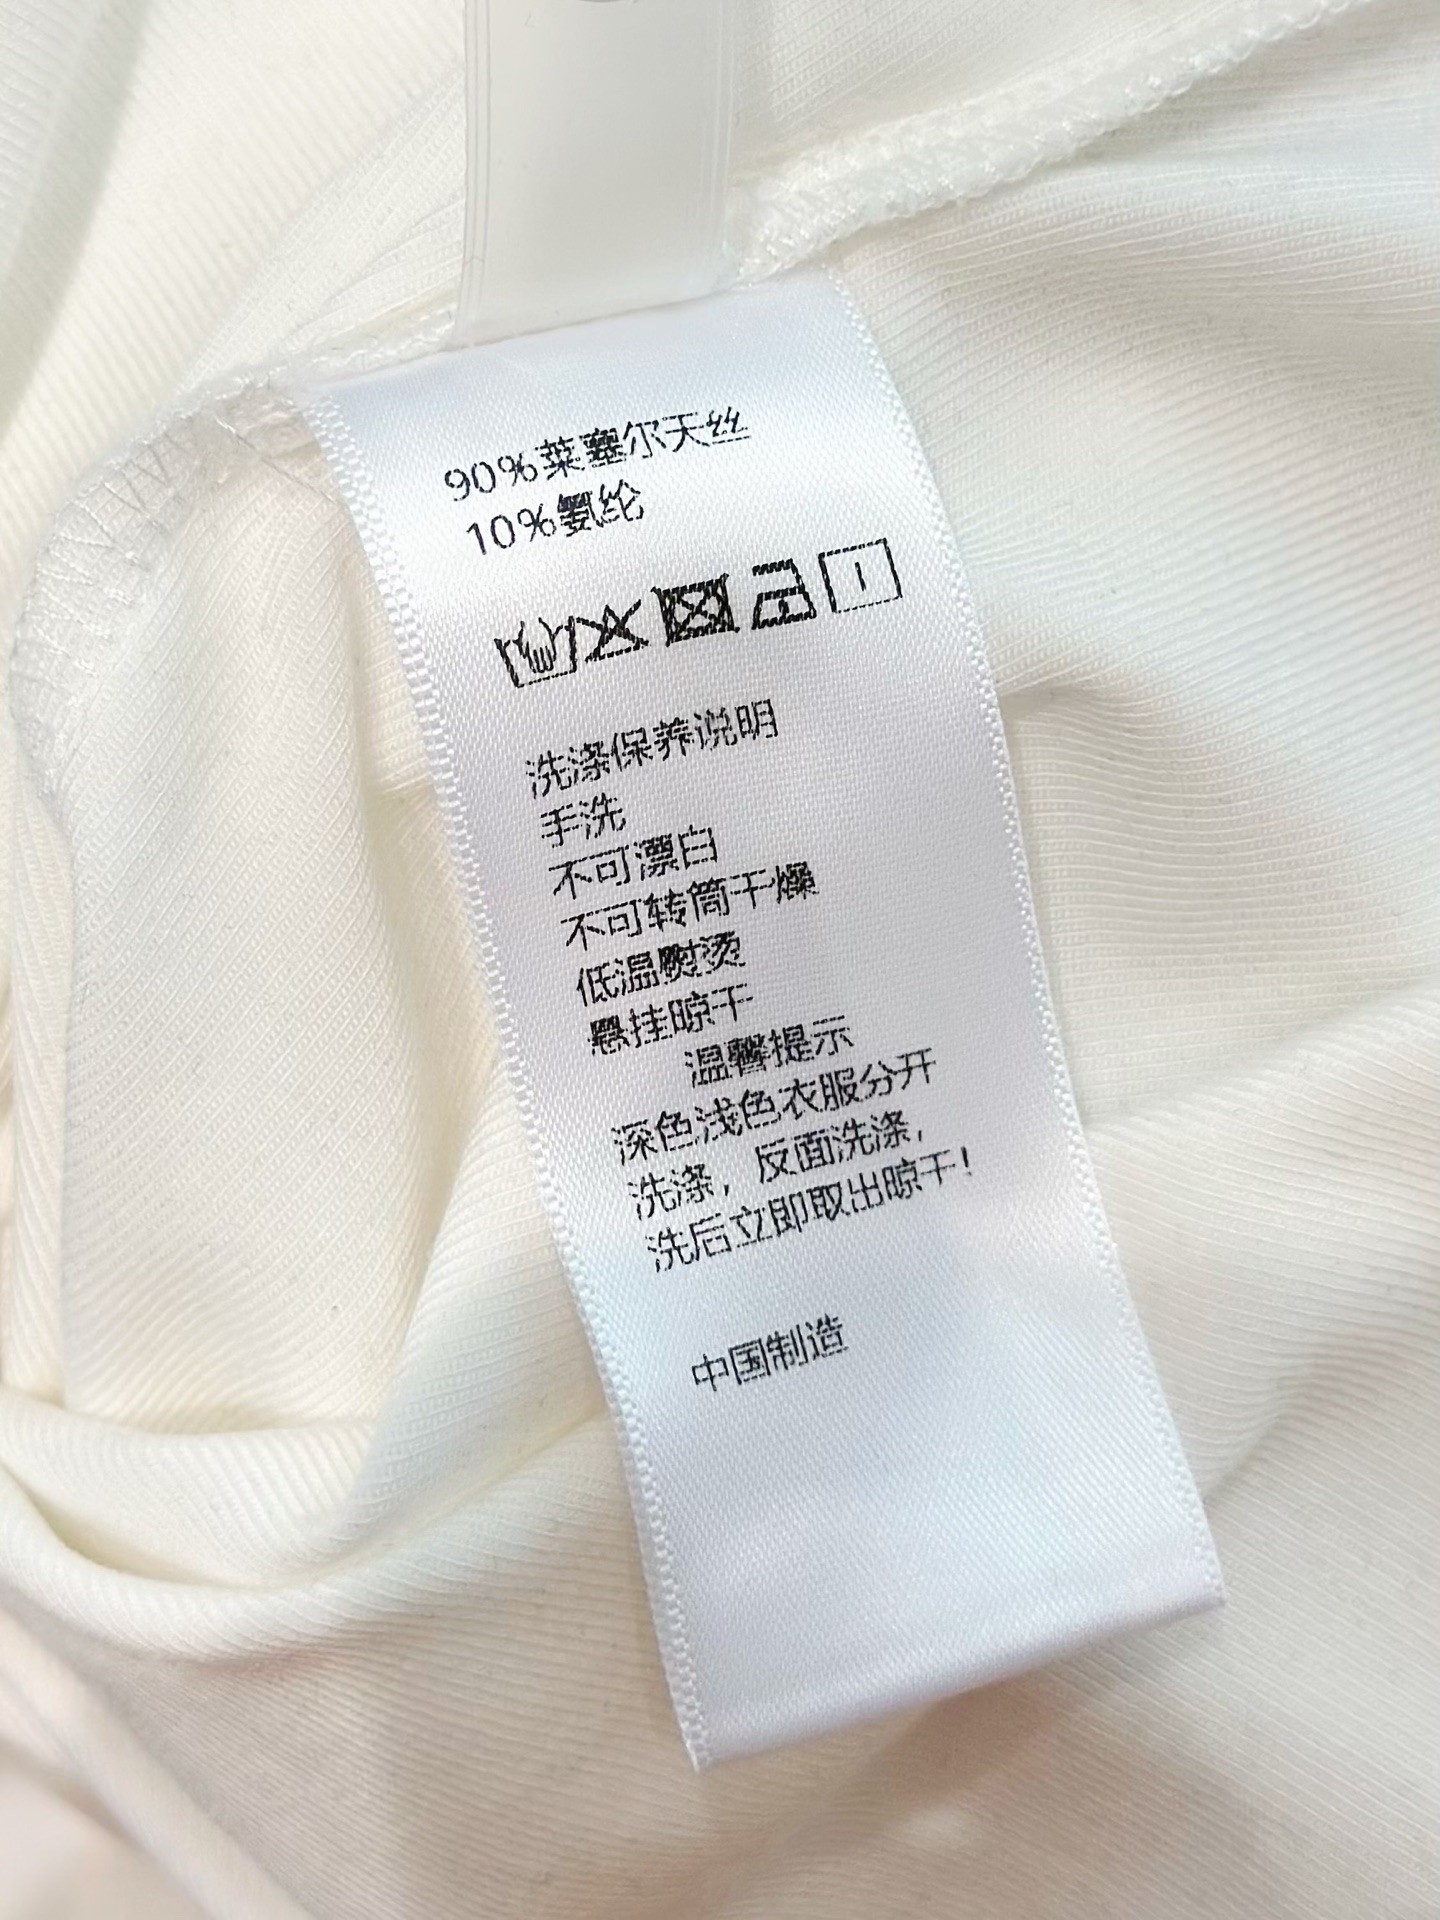 90%莱塞尔天丝
10%氨纶
洗涤保养说明
手洗
不可漂白
不可转筒干燥
低温熨烫
悬挂晾干
温馨提示
深色浅色衣服分开
洗涤，反面洗涤，
洗后立即取出晾干！
中国制造